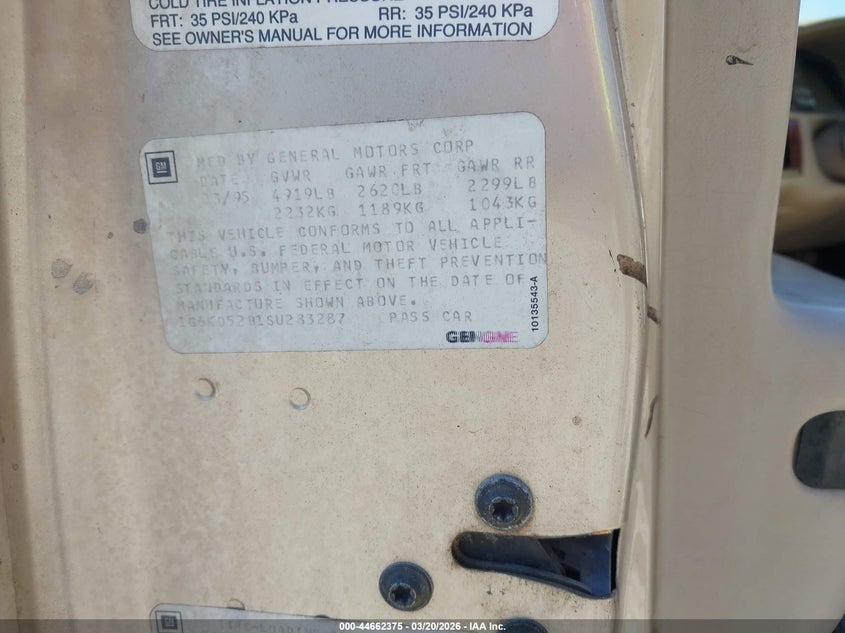 COLD TIRE INFLATION PRESSURE
FRT: 35 PSI/240 KPa RR: 35 PSI/240 KPa
SEE OWNER'S MANUAL FOR MORE INFORMATION
GM
MFD BY GENERAL MOTORS CORP
DATE GVWR GAWR FRT GAWR RR
3/95 4919LB 2620LB 2299LB
2232KG 1189KG 1043KG
THIS VEHICLE CONFORMS TO ALL APPLI-
CABLE U.S. FEDERAL MOTOR VEHICLE
SAFETY, BUMPER, AND THEFT PREVENTION
STANDARDS IN EFFECT ON THE DATE OF
MANUFACTURE SHOWN ABOVE.
PASS CAR
GENUINE
10135543-A
GM
000-44662375 | 03/20/2026 | IAA Inc.